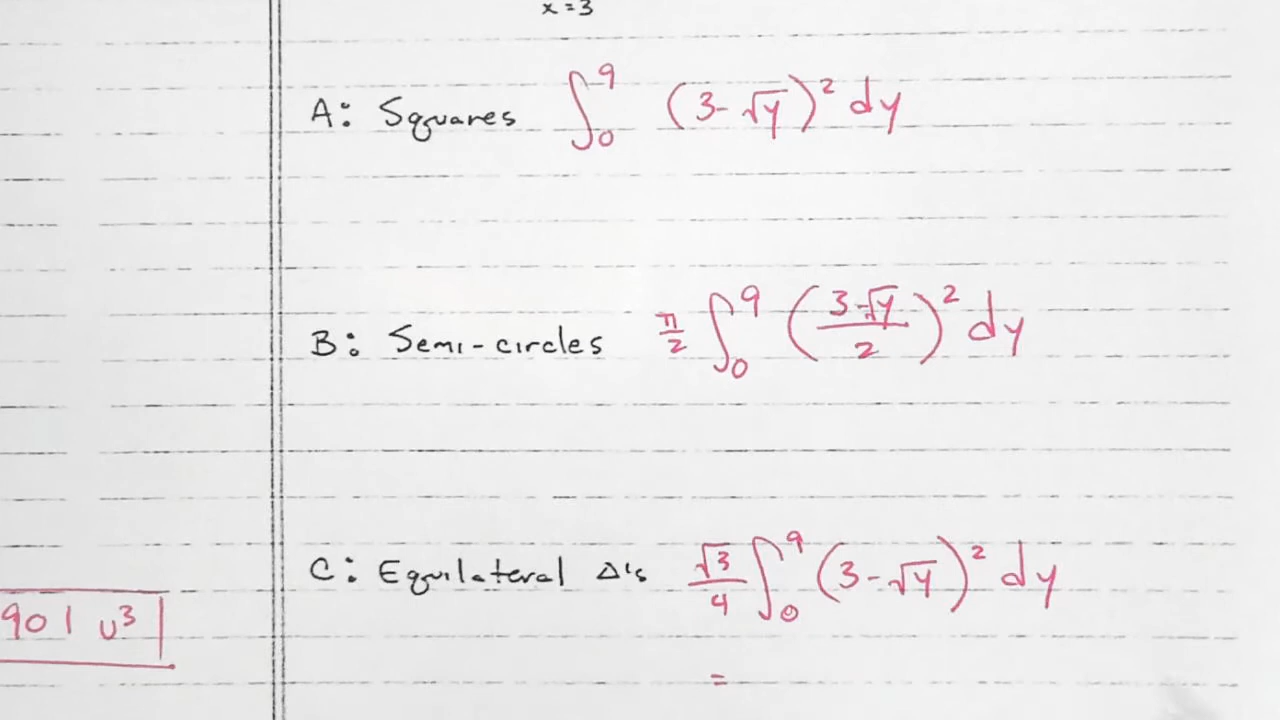 x = 3
A: Squares ∫₀⁹ (3-√y)² dy
B: Semi-circles π/2 ∫₀⁹ ((3-√y)/2)² dy
C: Equilateral Δ's √3/4 ∫₀⁹ (3-√y)² dy
901 u³
=